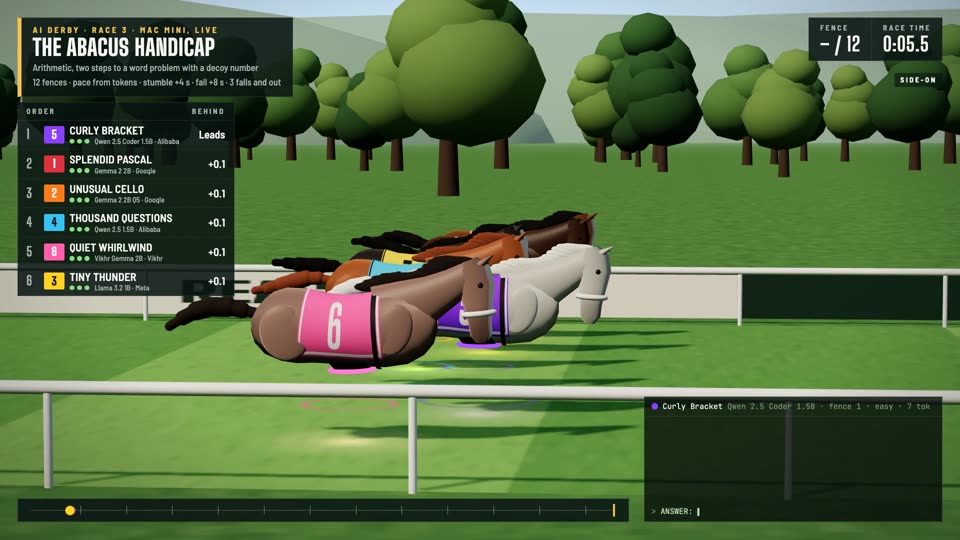 AI DERBY · RACE 3 · MAC MINI, LIVE
THE ABACUS HANDICAP
Arithmetic, two steps to a word problem with a decoy number
12 fences · pace from tokens · stumble +4 s · fall +8 s · 3 falls and out
FENCE
– / 12
RACE TIME
0:05.5
SIDE-ON
ORDER BEHIND
1 5 CURLY BRACKET Leads
Qwen 2.5 Coder 1.5B · Alibaba
2 1 SPLENDID PASCAL +0.1
Gemma 2 2B · Google
3 2 UNUSUAL CELLO +0.1
Gemma 2 2B Q5 · Google
4 4 THOUSAND QUESTIONS +0.1
Qwen 2.5 1.5B · Alibaba
5 6 QUIET WHIRLWIND +0.1
Vikhr Gemma 2B · Vikhr
6 3 TINY THUNDER +0.1
Llama 3.2 1B · Meta
6
Curly Bracket Qwen 2.5 Coder 1.5B · fence 1 · easy · 7 tok
> ANSWER: